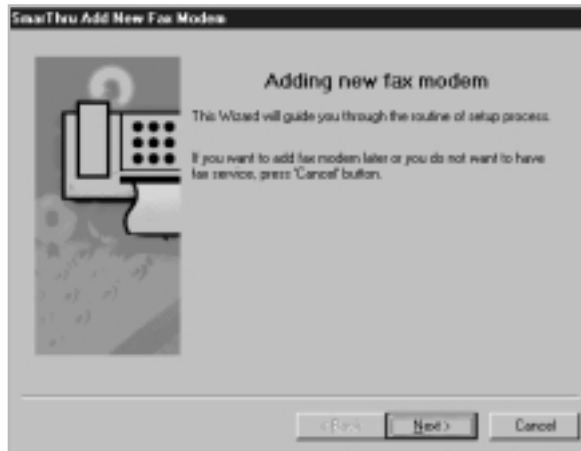 SmarThru Add New Fax Modem
Adding new fax modem
This Wizard will guide you through the routine of setup process.
If you want to add fax modem later or you do not want to have
fax service, press 'Cancel' button.
< Back
Next >
Cancel